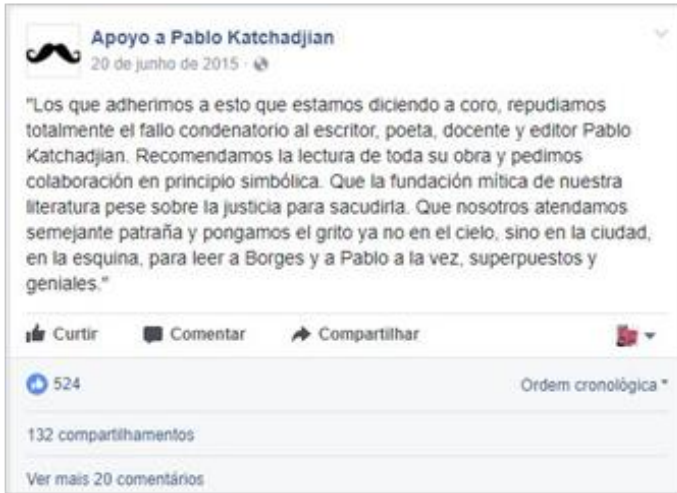 Apoyo a Pablo Katchadjian
20 de junho de 2015 ·
"Los que adherimos a esto que estamos diciendo a coro, repudiamos
totalmente el fallo condenatorio al escritor, poeta, docente y editor Pablo
Katchadjian. Recomendamos la lectura de toda su obra y pedimos
colaboración en principio simbólica. Que la fundación mítica de nuestra
literatura pese sobre la justicia para sacudirla. Que nosotros atendamos
semejante patraña y pongamos el grito ya no en el cielo, sino en la ciudad,
en la esquina, para leer a Borges y a Pablo a la vez, superpuestos y
geniales."
Curtir Comentar Compartilhar
524 Ordem cronológica *
132 compartilhamentos
Ver mais 20 comentários